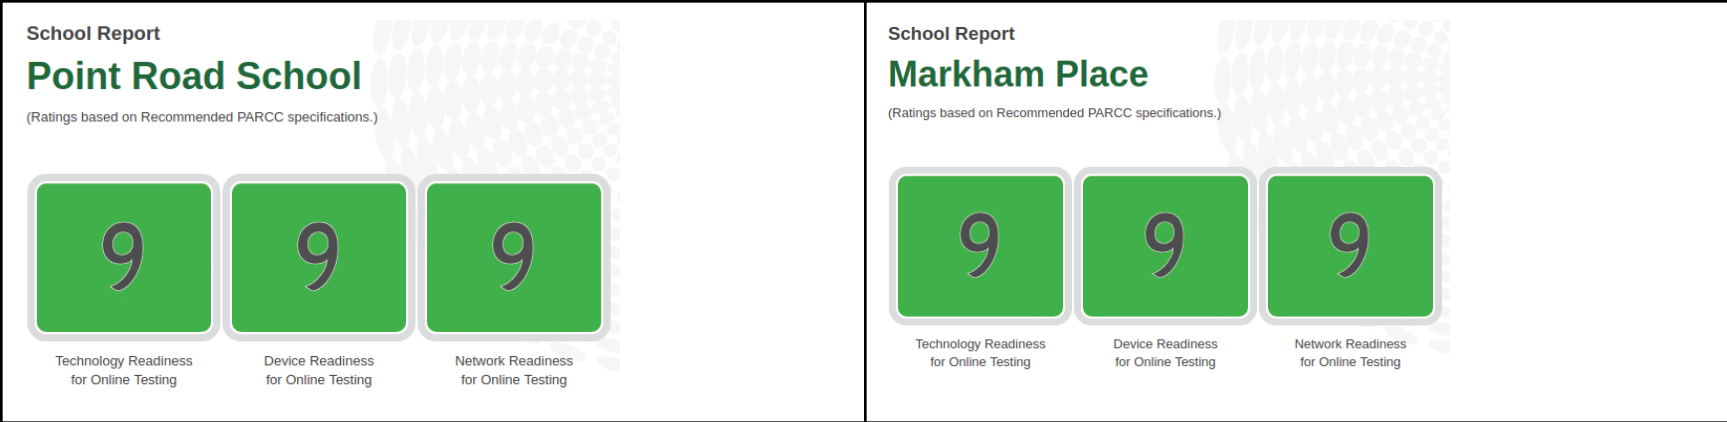 School Report
Point Road School
(Ratings based on Recommended PARCC specifications.)
9 9 9
Technology Readiness Device Readiness Network Readiness
for Online Testing for Online Testing for Online Testing
School Report
Markham Place
(Ratings based on Recommended PARCC specifications.)
9 9 9
Technology Readiness Device Readiness Network Readiness
for Online Testing for Online Testing for Online Testing